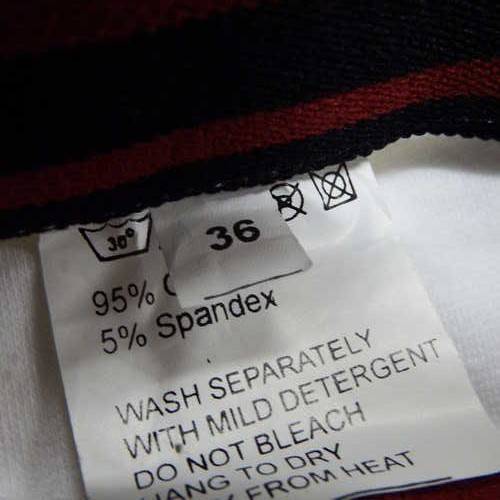 30°
36
95% C
5% Spandex
WASH SEPARATELY
WITH MILD DETERGENT
DO NOT BLEACH
HANG TO DRY
FROM HEAT